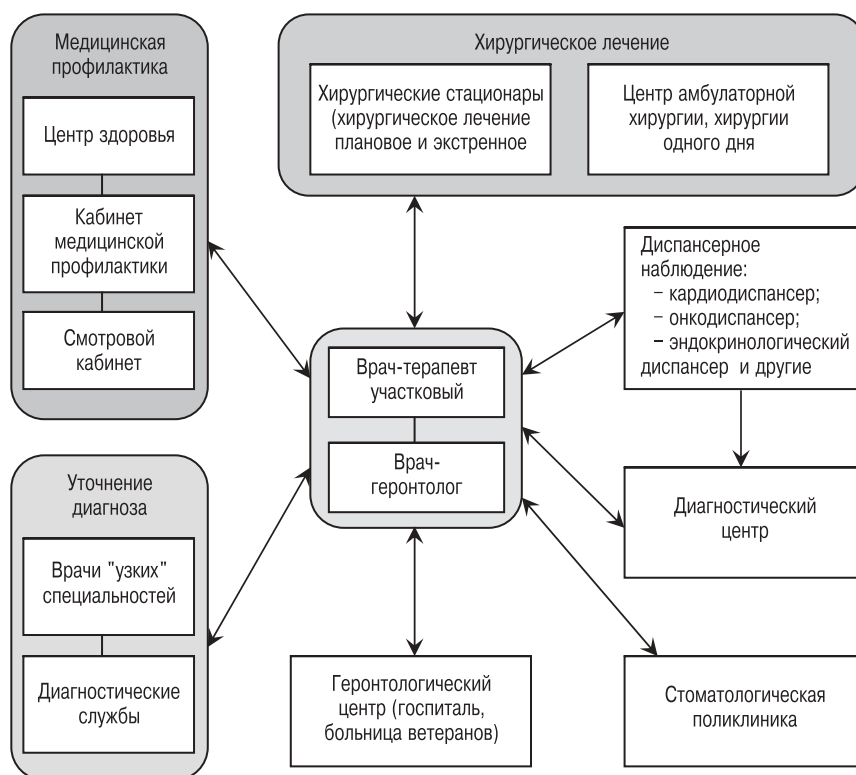 Медицинская
профилактика
Центр здоровья
Кабинет
медицинской
профилактики
Смотровой
кабинет
Хирургическое лечение
Хирургические стационары
(хирургическое лечение
плановое и экстренное
Центр амбулаторной
хирургии, хирургии
одного дня
Диспансерное
наблюдение:
– кардиодиспансер;
– онкодиспансер;
– эндокринологический
диспансер и другие
Врач-терапевт
участковый
Врач-
геронтолог
Уточнение
диагноза
Врачи "узких"
специальностей
Диагностические
службы
Диагностический
центр
Геронтологический
центр (госпиталь,
больница ветеранов)
Стоматологическая
поликлиника